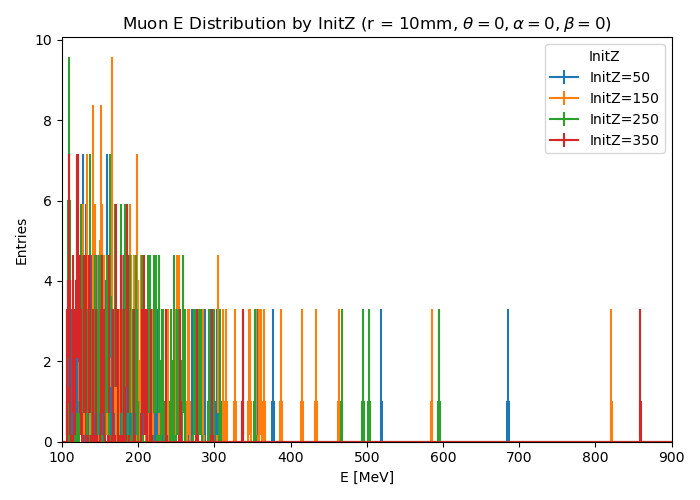 Muon E Distribution by InitZ (r = 10mm, θ = 0, α = 0, β = 0)
10
8
6
4
2
0
Entries
InitZ
InitZ=50
InitZ=150
InitZ=250
InitZ=350
100 200 300 400 500 600 700 800 900
E [MeV]